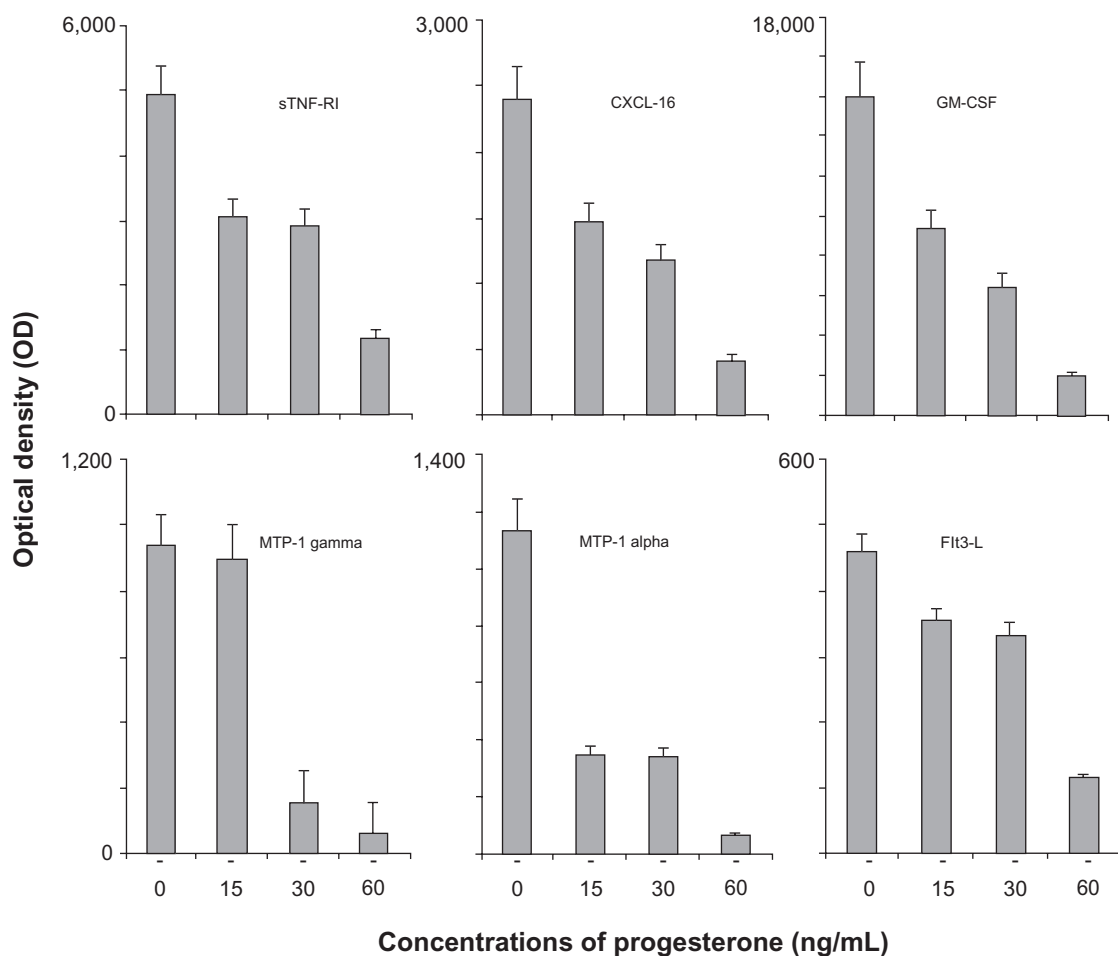 6,000
3,000
18,000
sTNF-RI
CXCL-16
GM-CSF
0
Optical density (OD)
1,200
1,400
600
MTP-1 gamma
MTP-1 alpha
Flt3-L
0
0 15 30 60
0 15 30 60
0 15 30 60
Concentrations of progesterone (ng/mL)